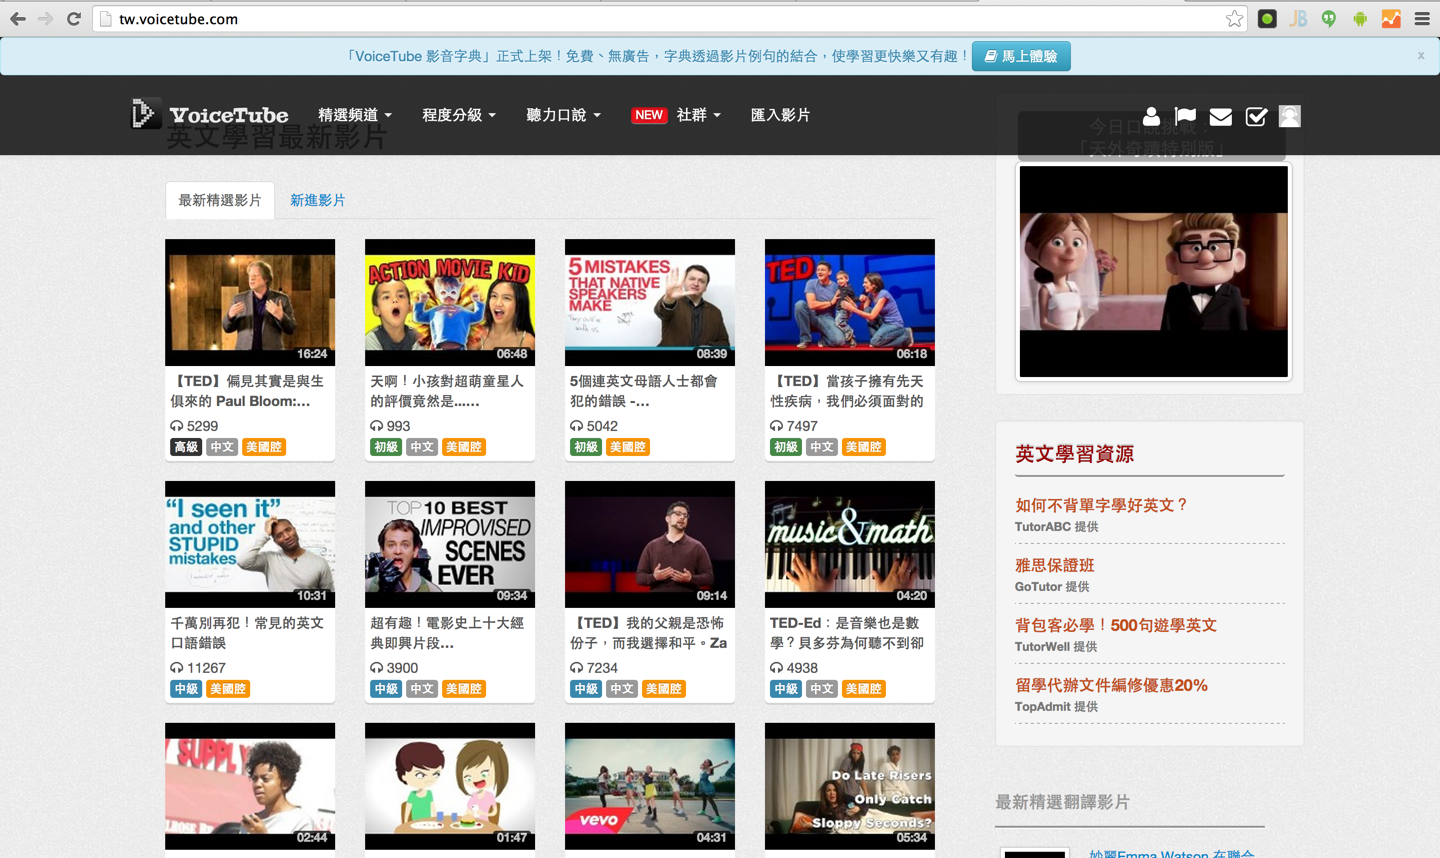 tw.voicetube.com
「VoiceTube 影音字典」正式上架！免費、無廣告，字典透過影片例句的結合，使學習更快樂又有趣！ 馬上體驗 x
VoiceTube 精選頻道 程度分級 聽力口說 NEW 社群 匯入影片
英文學習最新影片
今日口說挑戰：
「天外奇蹟特別版」
最新精選影片 新進影片
16:24
ACTION MOVIE KID
06:48
5 MISTAKES
THAT NATIVE
SPEAKERS
MAKE
08:39
TED
06:18
【TED】偏見其實是與生
俱來的 Paul Bloom:...
5299
高級 中文 美國腔
天啊！小孩對超萌童星人
的評價竟然是......
993
初級 中文 美國腔
5個連英文母語人士都會
犯的錯誤 -...
5042
初級 美國腔
【TED】當孩子擁有先天
性疾病，我們必須面對的
7497
初級 中文 美國腔
"I seen it"
and other
STUPID
mistakes
10:31
TOP 10 BEST
IMPROVISED
SCENES
EVER
09:34
09:14
music&math
04:20
千萬別再犯！常見的英文
口語錯誤
11267
中級 美國腔
超有趣！電影史上十大經
典即興片段...
3900
中級 中文 美國腔
【TED】我的父親是恐怖
份子，而我選擇和平。Za
7234
中級 中文 美國腔
TED-Ed：是音樂也是數
學？貝多芬為何聽不到卻
4938
中級 中文 美國腔
SUPPLY
02:44
01:47
vevo
04:31
Do Late Risers
Only Catch
Sloppy Seconds?
05:34
英文學習資源
如何不背單字學好英文？
TutorABC 提供
雅思保證班
GoTutor 提供
背包客必學！500句遊學英文
TutorWell 提供
留學代辦文件編修優惠20%
TopAdmit 提供
最新精選翻譯影片
妙麗Emma Watson 在聯合